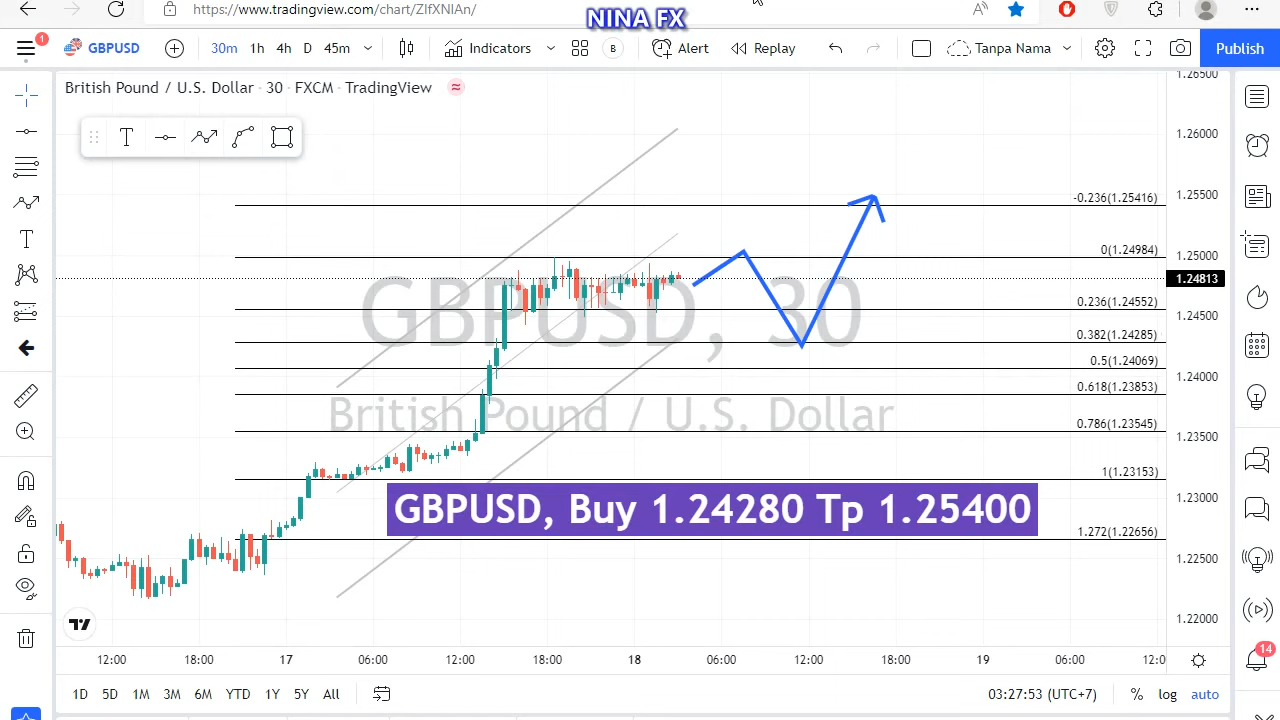 https://www.tradingview.com/chart/ZIfXNIAn/
NINA FX
1
GBPUSD
30m 1h 4h D 45m
Indicators
B
Alert
Replay
Tanpa Nama
Publish
British Pound / U.S. Dollar · 30 · FXCM · TradingView
T
T
GBPUSD, 30
British Pound / U.S. Dollar
-0.236(1.25416)
0(1.24984)
0.236(1.24552)
0.382(1.24285)
0.5(1.24069)
0.618(1.23853)
0.786(1.23545)
1(1.23153)
1.272(1.22656)
GBPUSD, Buy 1.24280 Tp 1.25400
1.26500
1.26000
1.25500
1.25000
1.24813
1.24500
1.24000
1.23500
1.23000
1.22500
1.22000
12:00 18:00 17 06:00 12:00 18:00 18 06:00 12:00 18:00 19 06:00 12:0
14
1D 5D 1M 3M 6M YTD 1Y 5Y All
03:27:53 (UTC+7)
% log auto